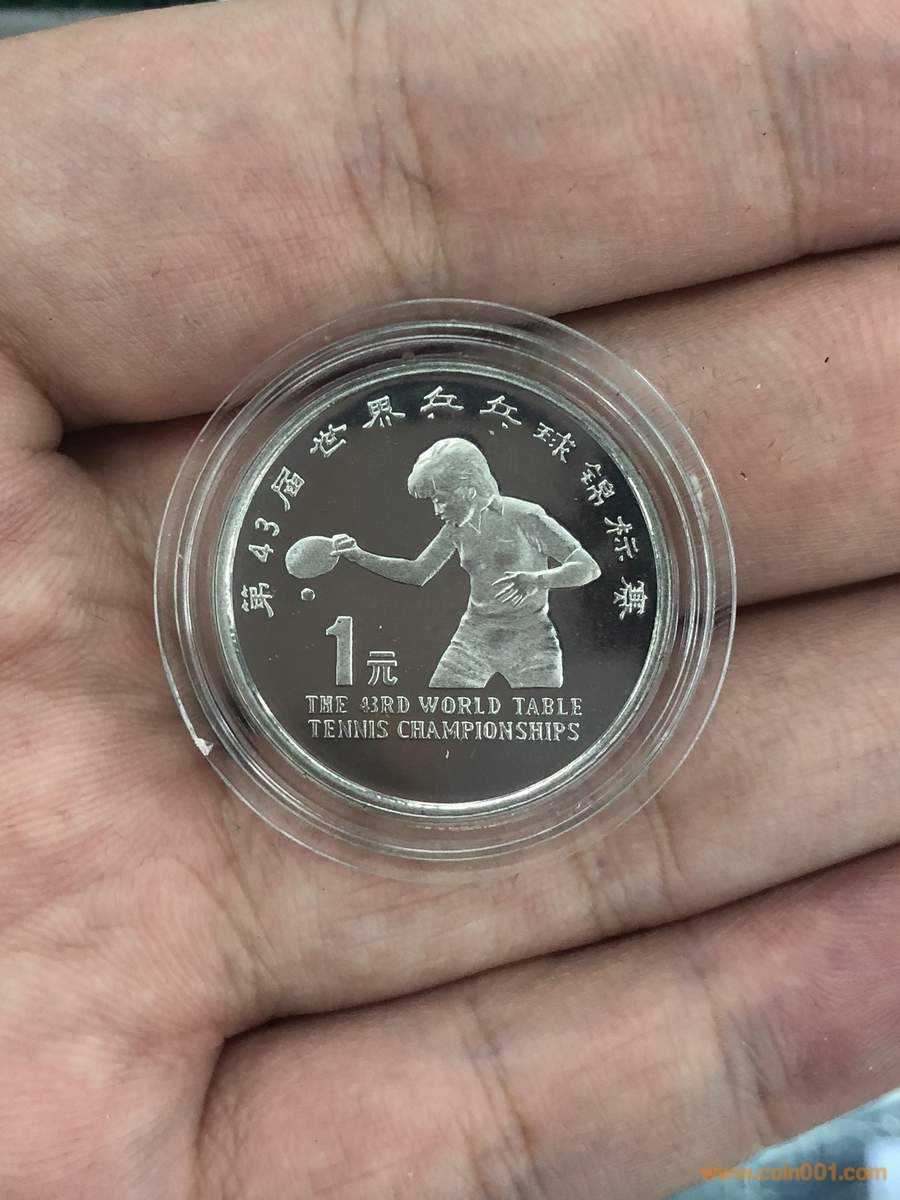 第43届世界乒乓球锦标赛
1元
THE 43RD WORLD TABLE
TENNIS CHAMPIONSHIPS
www.coin001.com